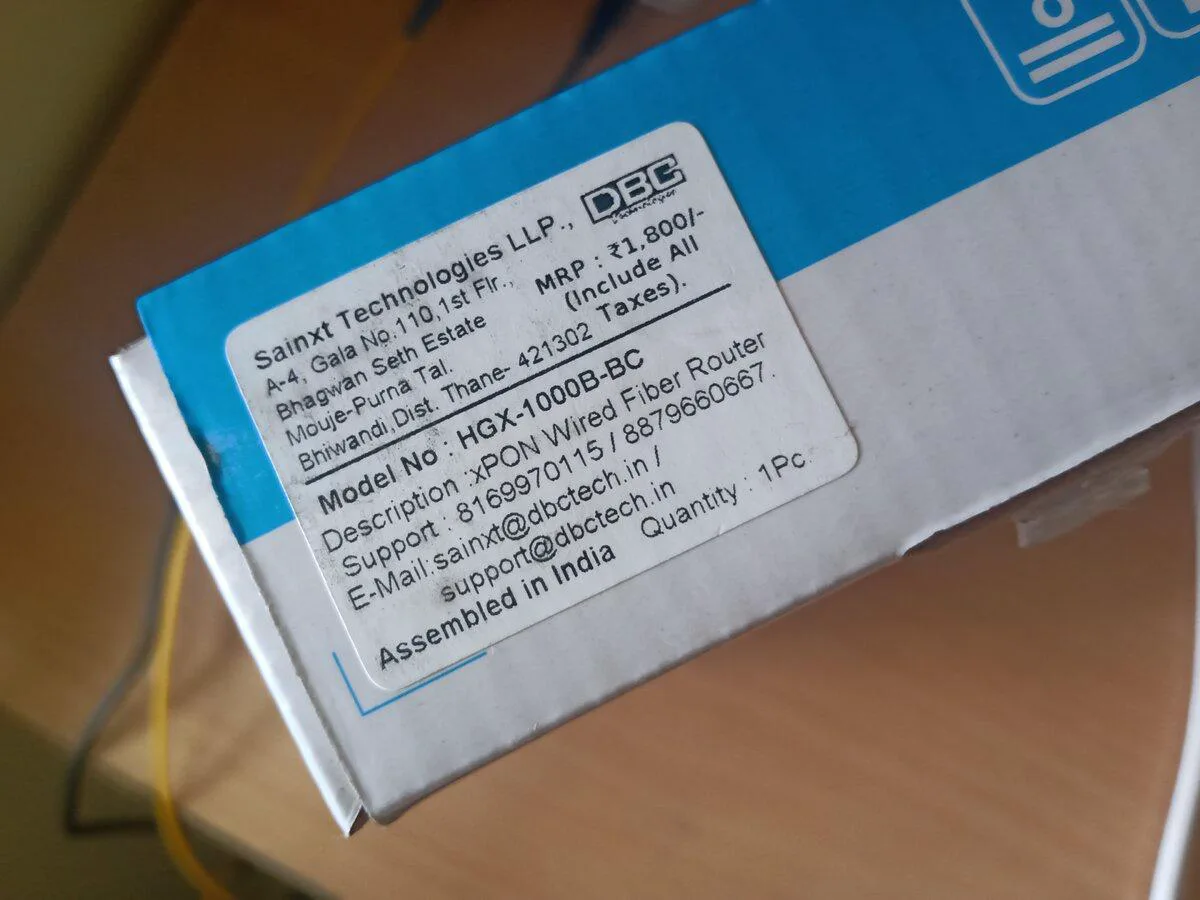 Sainxt Technologies LLP.,
DBC
Technologies
A-4, Gala No.110,1st Flr.,
MRP : ₹1,800/-
Bhagwan Seth Estate
(Include All
Mouje-Purna Tal.
Taxes).
Bhiwandi,Dist. Thane- 421302
Model No : HGX-1000B-BC
Description :xPON Wired Fiber Router
Support : 8169970115 / 8879660667.
E-Mail:sainxt@dbctech.in /
support@dbctech.in
Quantity : 1Pc.
Assembled in India